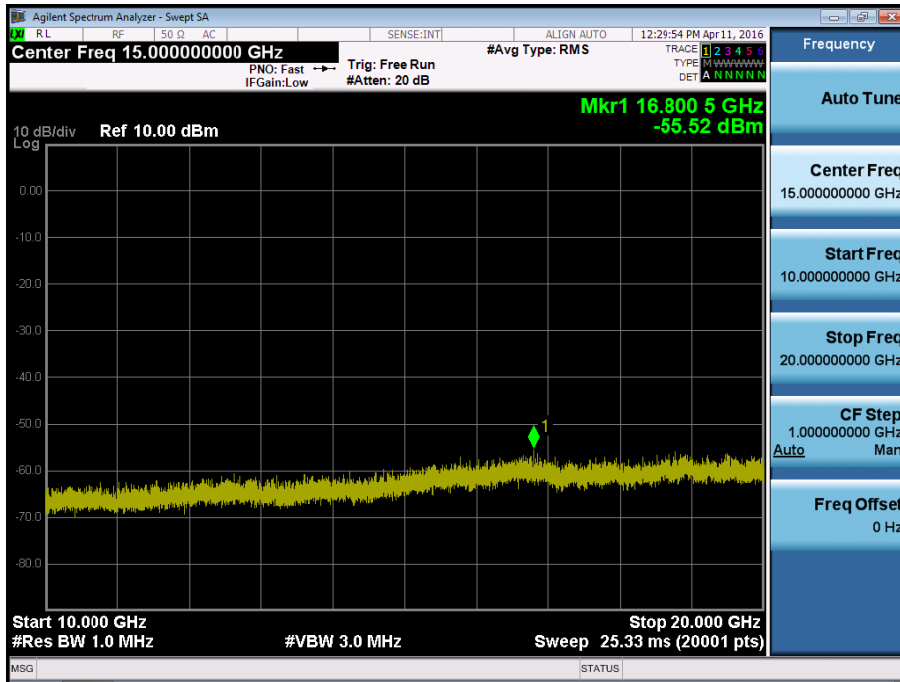 Agilent Spectrum Analyzer - Swept SA
LXI RL RF 50 Ω AC SENSE:INT ALIGN AUTO 12:29:54 PM Apr 11, 2016
Center Freq 15.000000000 GHz
PNO: Fast
IFGain:Low
Trig: Free Run
#Atten: 20 dB
#Avg Type: RMS
TRACE 1 2 3 4 5 6
TYPE M W W W W W
DET A N N N N N
Mkr1 16.800 5 GHz
-55.52 dBm
10 dB/div Ref 10.00 dBm
Log
0.00
-10.0
-20.0
-30.0
-40.0
-50.0
-60.0
-70.0
-80.0
1
Start 10.000 GHz Stop 20.000 GHz
#Res BW 1.0 MHz #VBW 3.0 MHz Sweep 25.33 ms (20001 pts)
MSG STATUS
Frequency
Auto Tune
Center Freq
15.000000000 GHz
Start Freq
10.000000000 GHz
Stop Freq
20.000000000 GHz
CF Step
1.000000000 GHz
Auto Man
Freq Offset
0 Hz